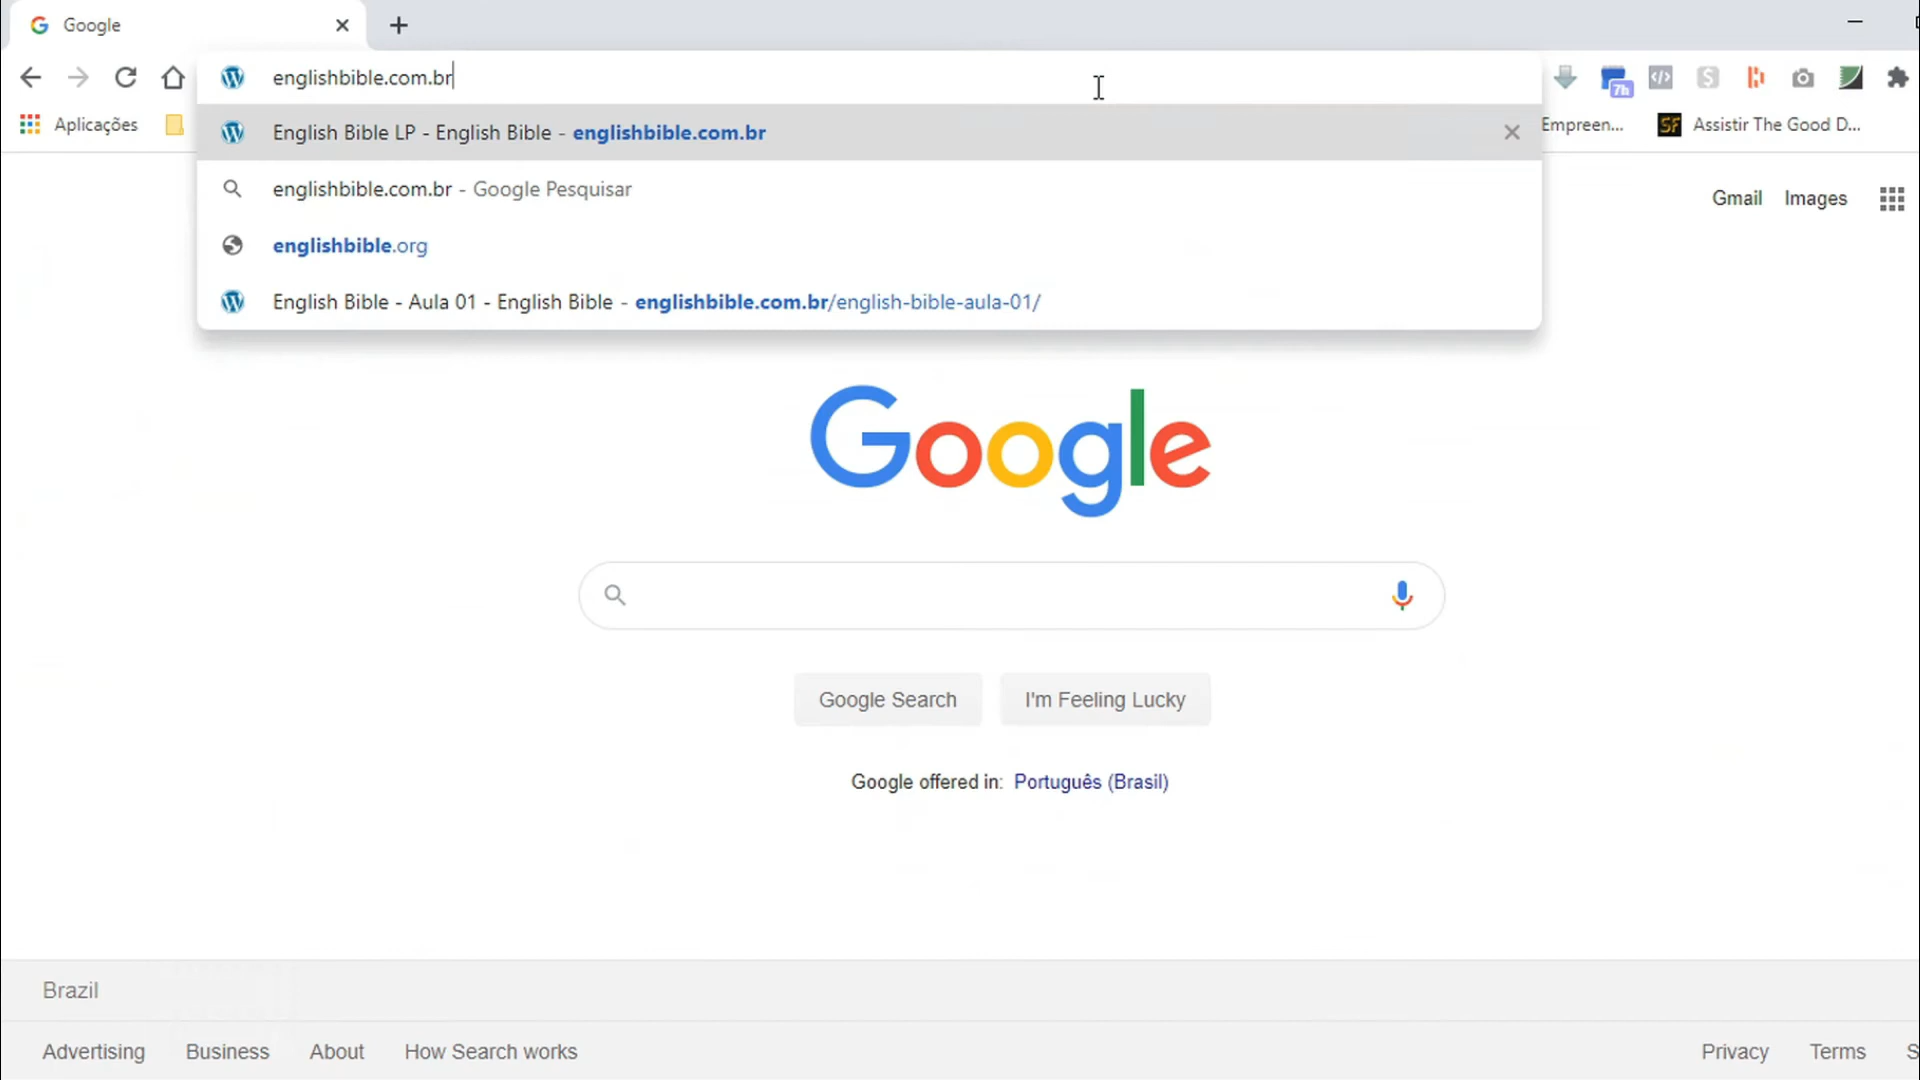 Google
englishbible.com.br
7h
English Bible LP - English Bible - englishbible.com.br
Aplicações
Empreen...
SF Assistir The Good D...
englishbible.com.br - Google Pesquisar
Gmail Images
englishbible.org
English Bible - Aula 01 - English Bible - englishbible.com.br/english-bible-aula-01/
Google
Google Search I'm Feeling Lucky
Google offered in: Português (Brasil)
Brazil
Advertising Business About How Search works Privacy Terms S